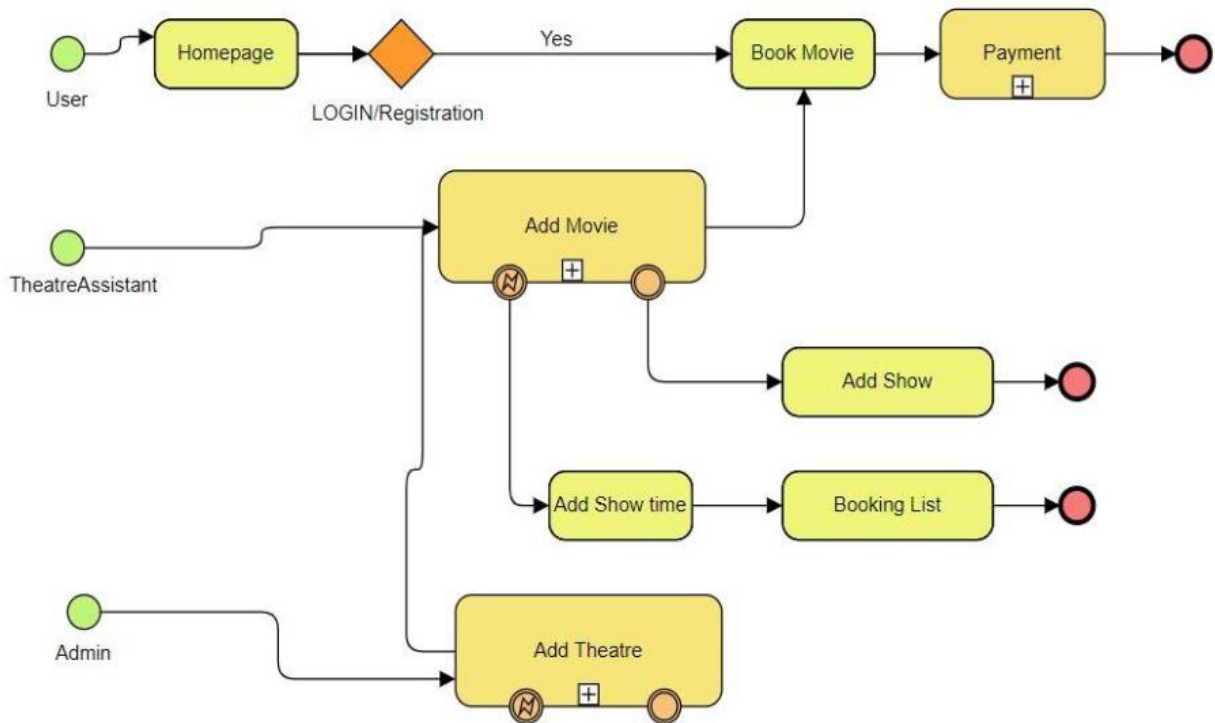 Homepage
Yes
Book Movie
Payment
User
LOGIN/Registration
Add Movie
TheatreAssistant
Add Show
Add Show time
Booking List
Admin
Add Theatre